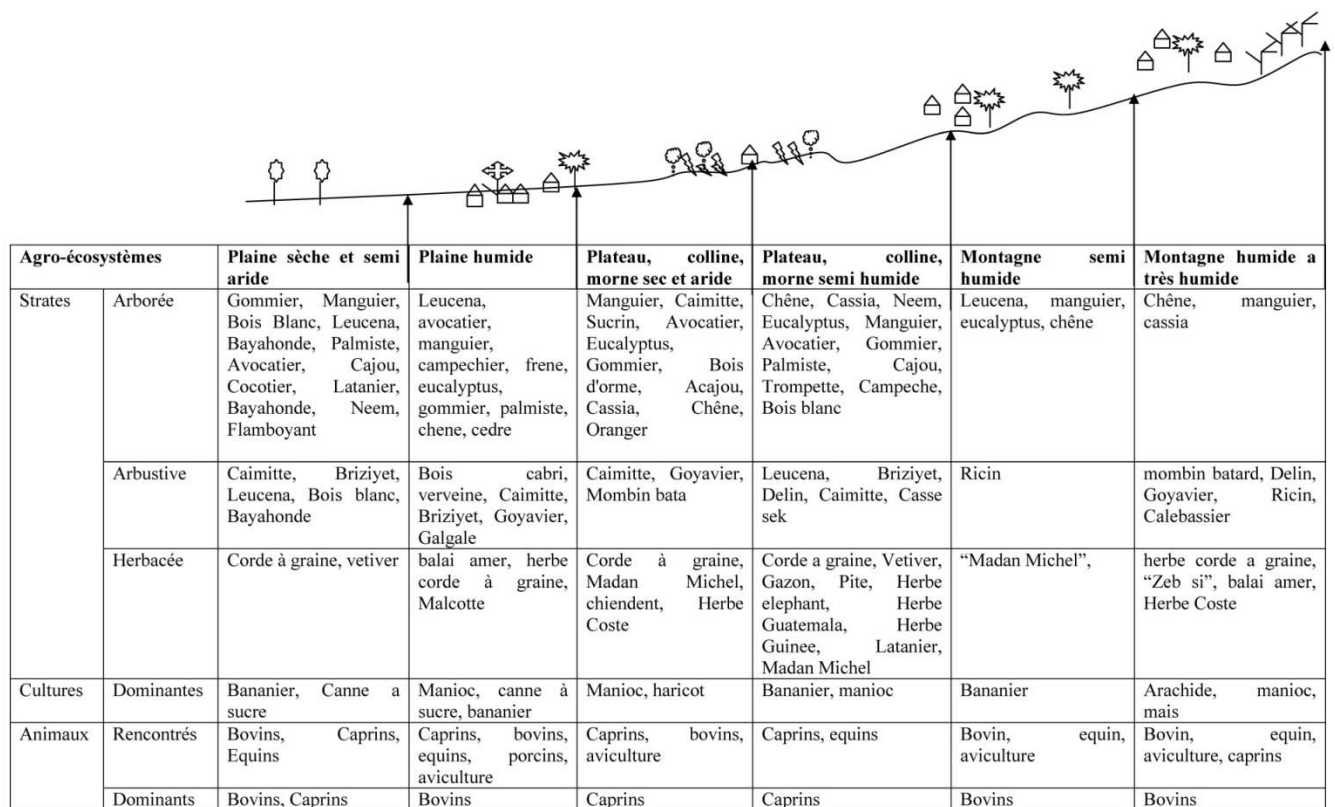 Agro-écosystèmes
Plaine sèche et semi
aride
Plaine humide
Plateau, colline,
morne sec et aride
Plateau, colline,
morne semi humide
Montagne semi
humide
Montagne humide a
très humide
Strates
Arborée
Gommier, Manguier,
Bois Blanc, Leucena,
Bayahonde, Palmiste,
Avocatier, Cajou,
Cocotier, Latanier,
Bayahonde, Neem,
Flamboyant
Leucena,
avocatier,
manguier,
campechier, frene,
eucalyptus,
gommier, palmiste,
chene, cedre
Manguier, Caimitte,
Sucrin, Avocatier,
Eucalyptus,
Gommier, Bois
d'orme, Acajou,
Cassia, Chêne,
Oranger
Chêne, Cassia, Neem,
Eucalyptus, Manguier,
Avocatier, Gommier,
Palmiste, Cajou,
Trompette, Campeche,
Bois blanc
Leucena, manguier,
eucalyptus, chêne
Chêne, manguier,
cassia
Arbustive
Caimitte, Briziyet,
Leucena, Bois blanc,
Bayahonde
Bois cabri,
verveine, Caimitte,
Briziyet, Goyavier,
Galgale
Caimitte, Goyavier,
Mombin bata
Leucena, Briziyet,
Delin, Caimitte, Casse
sek
Ricin
mombin batard, Delin,
Goyavier, Ricin,
Calebassier
Herbacée
Corde à graine, vetiver
balai amer, herbe
corde à graine,
Malcotte
Corde à graine,
Madan Michel,
chiendent, Herbe
Coste
Corde a graine, Vetiver,
Gazon, Pite, Herbe
elephant, Herbe
Guatemala, Herbe
Guinee, Latanier,
Madan Michel
“Madan Michel”,
herbe corde a graine,
“Zeb si”, balai amer,
Herbe Coste
Cultures
Dominantes
Bananier, Canne a
sucre
Manioc, canne à
sucre, bananier
Manioc, haricot
Bananier, manioc
Bananier
Arachide, manioc,
mais
Animaux
Rencontrés
Bovins, Caprins,
Equins
Caprins, bovins,
equins, porcins,
aviculture
Caprins, bovins,
aviculture
Caprins, equins
Bovin, equin,
aviculture
Bovin, equin,
aviculture, caprins
Dominants
Bovins, Caprins
Bovins
Caprins
Caprins
Bovins
Bovins